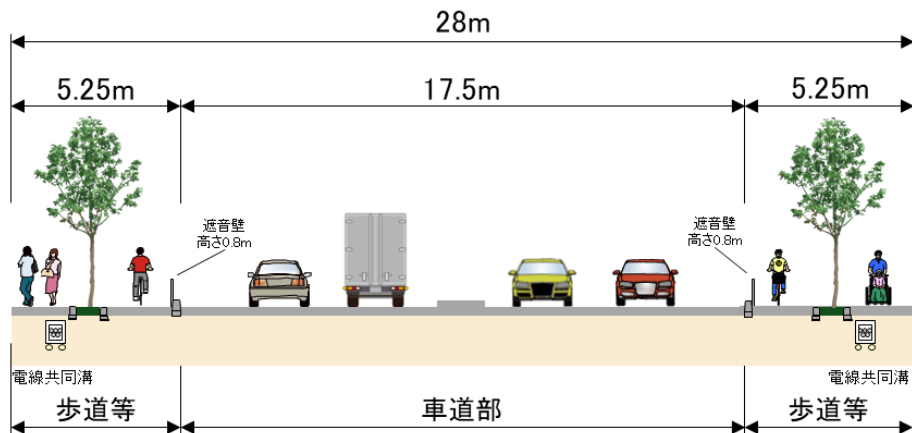 28m
5.25m
17.5m
5.25m
遮音壁
高さ0.8m
遮音壁
高さ0.8m
電線共同溝
電線共同溝
歩道等
車道部
歩道等